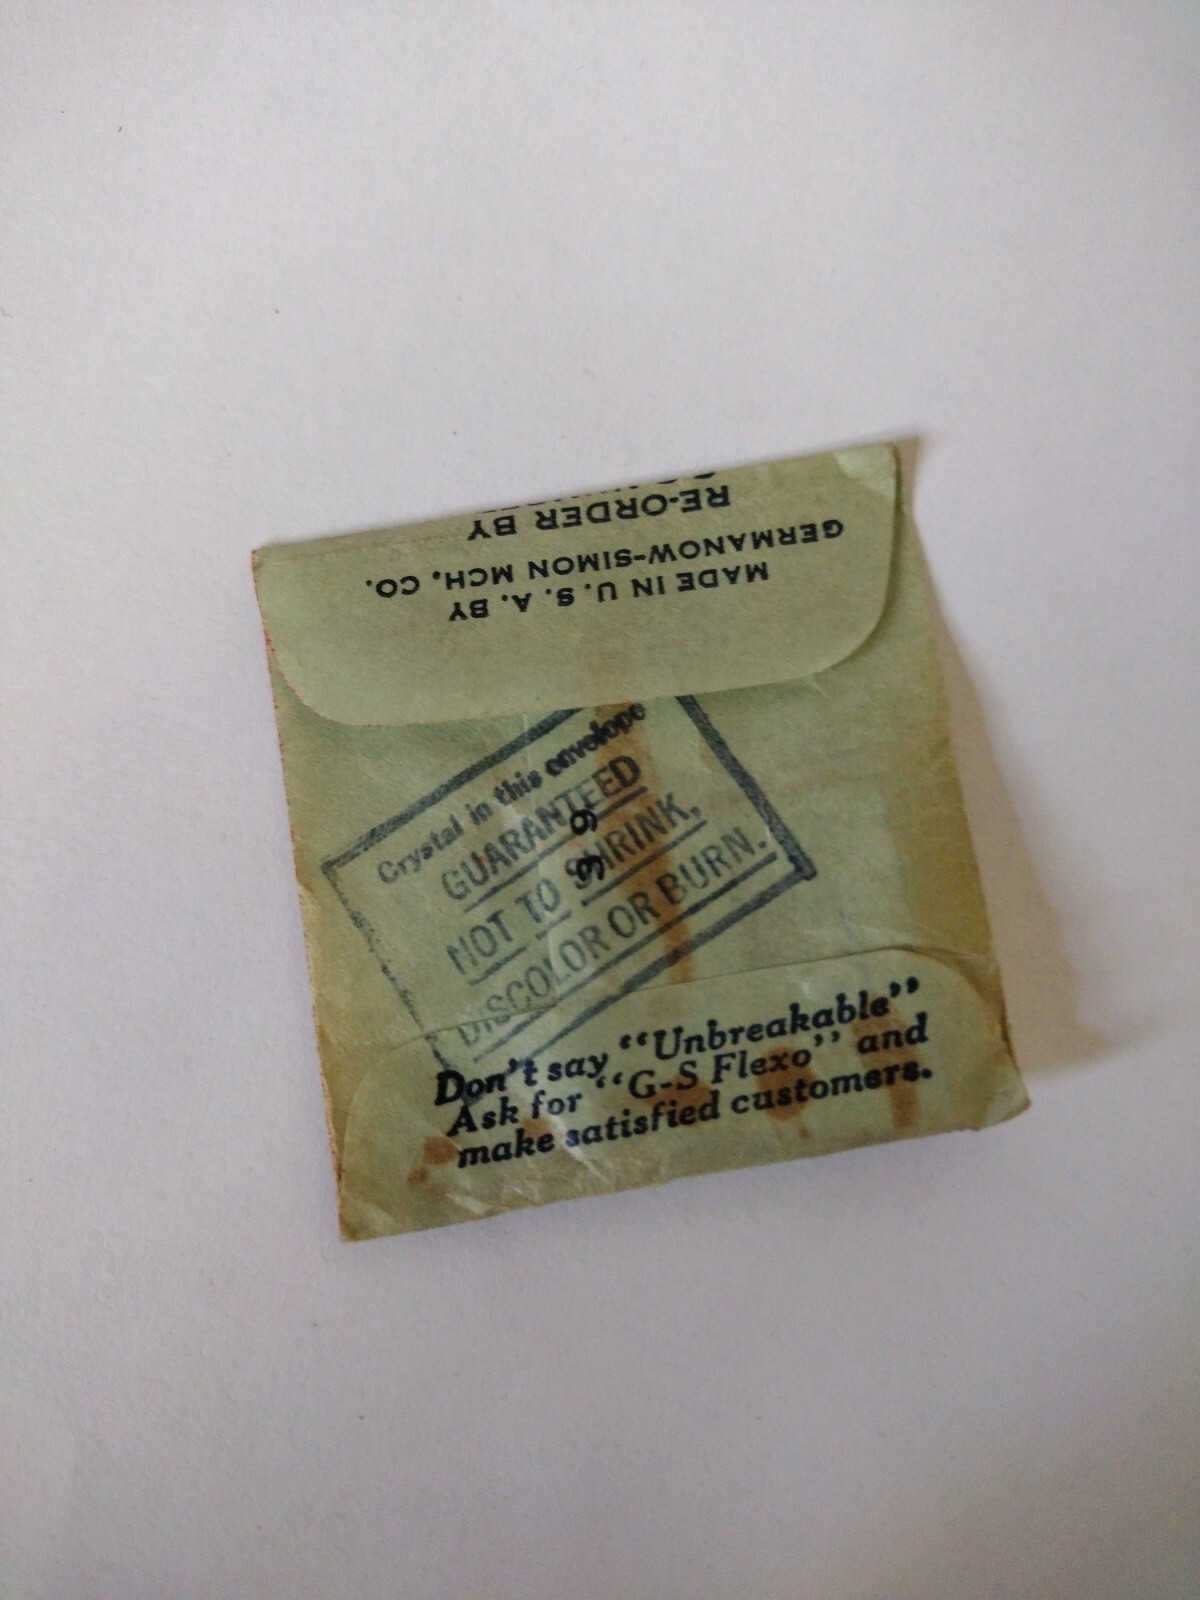 MADE IN U. S. A. BY
GERMANOW-SIMON MCH. CO.
RE-ORDER BY
Crystal in this envelope
GUARANTEED
NOT TO SHRINK,
DISCOLOR OR BURN.
39
Don't say "Unbreakable"
Ask for "G-S Flexo" and
make satisfied customers.